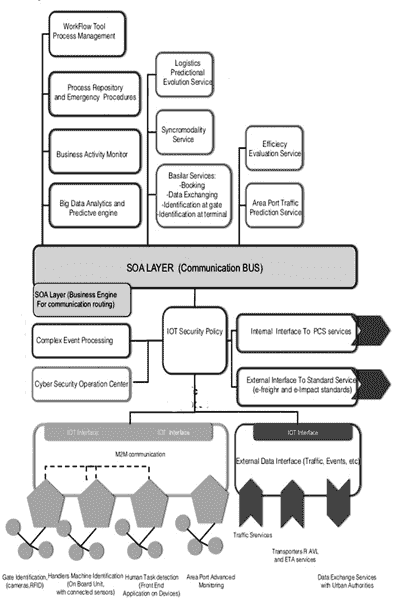 WorkFlow Tool
Process Management
Process Repository
and Emergency Procedures
Business Activity Monitor
Big Data Analytics and
Predictve engine
Logistics
Predictional
Evolution Service
Syncromodality
Service
Basilar Services:
-Booking
-Data Exchanging
-Identification at gate
-Identification at terminal
Efficiecy
Evaluation Service
Area Port Traffic
Prediction Service
SOA LAYER (Communication BUS)
SOA Layer (Business Engine
For communication routing)
IOT Security Policy
Complex Event Processing
Cyber Security Operation Center
Internal Interface To PCS services
External Interface To Standard Service
(e-freighr and e-Impact standards)
IOT Interface
IOT Interface
M2M communication
IOT Interface
External Data Interface (Traffic, Events, etc)
Gate Identification,
(cameras,RFID)
Handlers Machine Identification
(On Board Unit,
with connected sensors)
Human Task detection
(Front End
Application on Devices)
Area Port Advanced
Monitoring
Traffic
Transporters
and ETA services
Data Exchange Services
with Urban Authorities